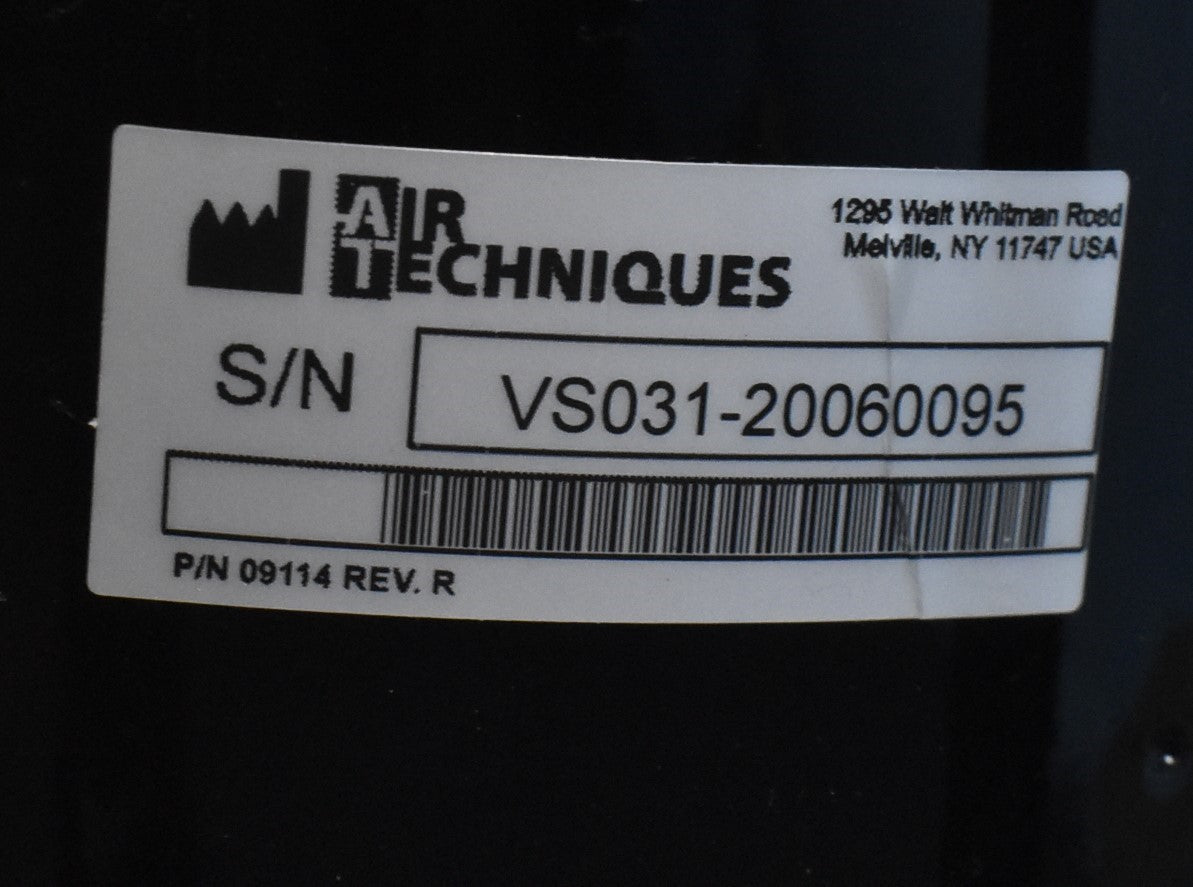 AIR
TECHNIQUES
1295 Walt Whitman Road
Melville, NY 11747 USA
S/N
VS031-20060095
P/N 09114 REV. R